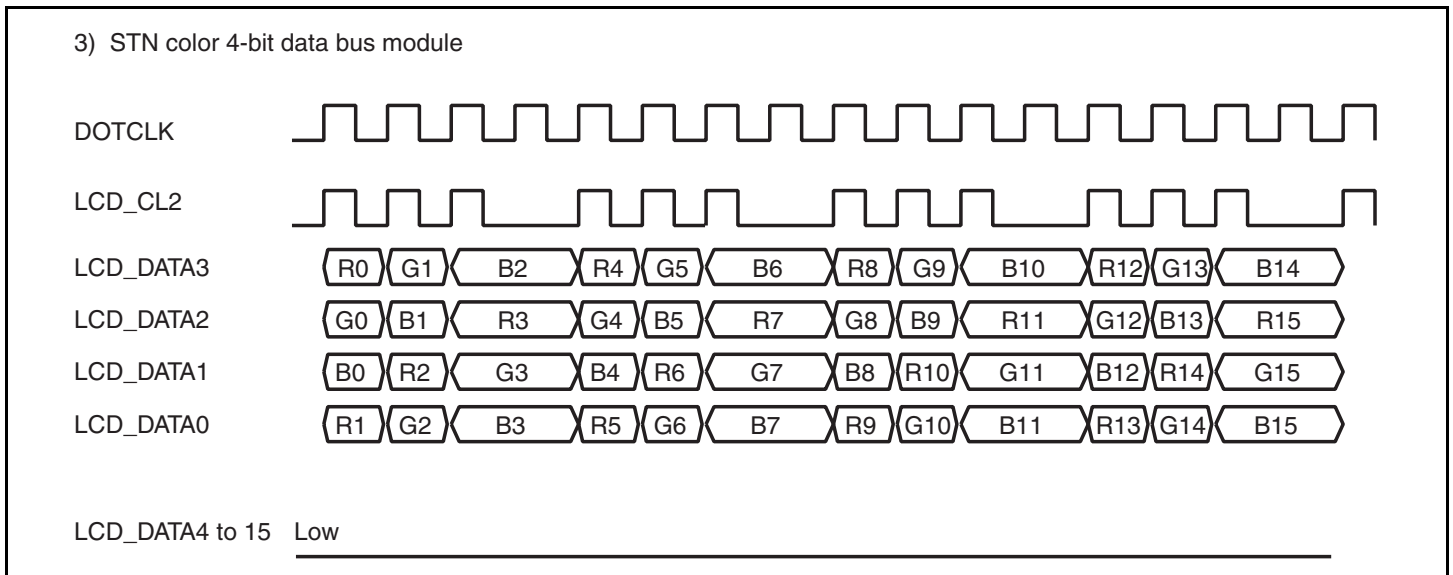 3) STN color 4-bit data bus module
DOTCLK
LCD_CL2
LCD_DATA3 R0 G1 B2 R4 G5 B6 R8 G9 B10 R12 G13 B14
LCD_DATA2 G0 B1 R3 G4 B5 R7 G8 B9 R11 G12 B13 R15
LCD_DATA1 B0 R2 G3 B4 R6 G7 B8 R10 G11 B12 R14 G15
LCD_DATA0 R1 G2 B3 R5 G6 B7 R9 G10 B11 R13 G14 B15
LCD_DATA4 to 15 Low